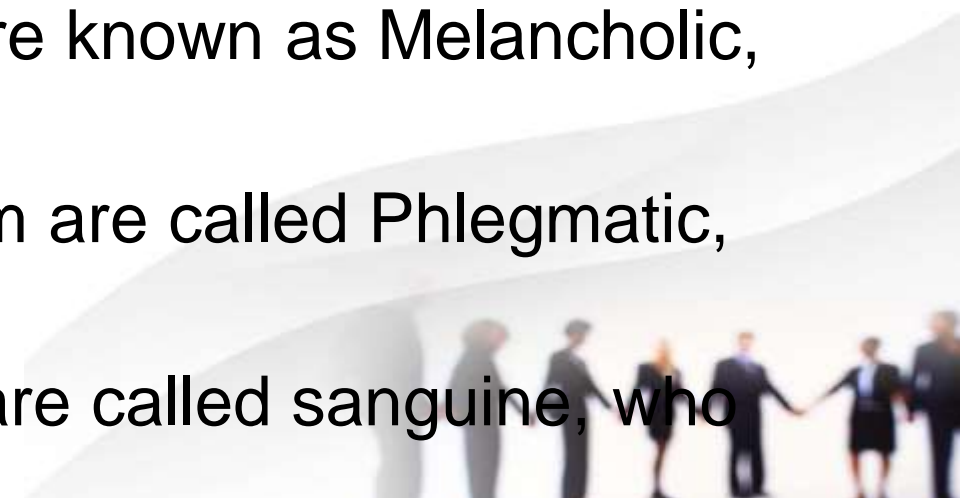 re known as Melancholic,
m are called Phlegmatic,
are called sanguine, who